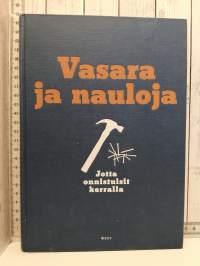 Vasara
ja nauloja
Jotta
onnistuisit
kerralla
WSOY